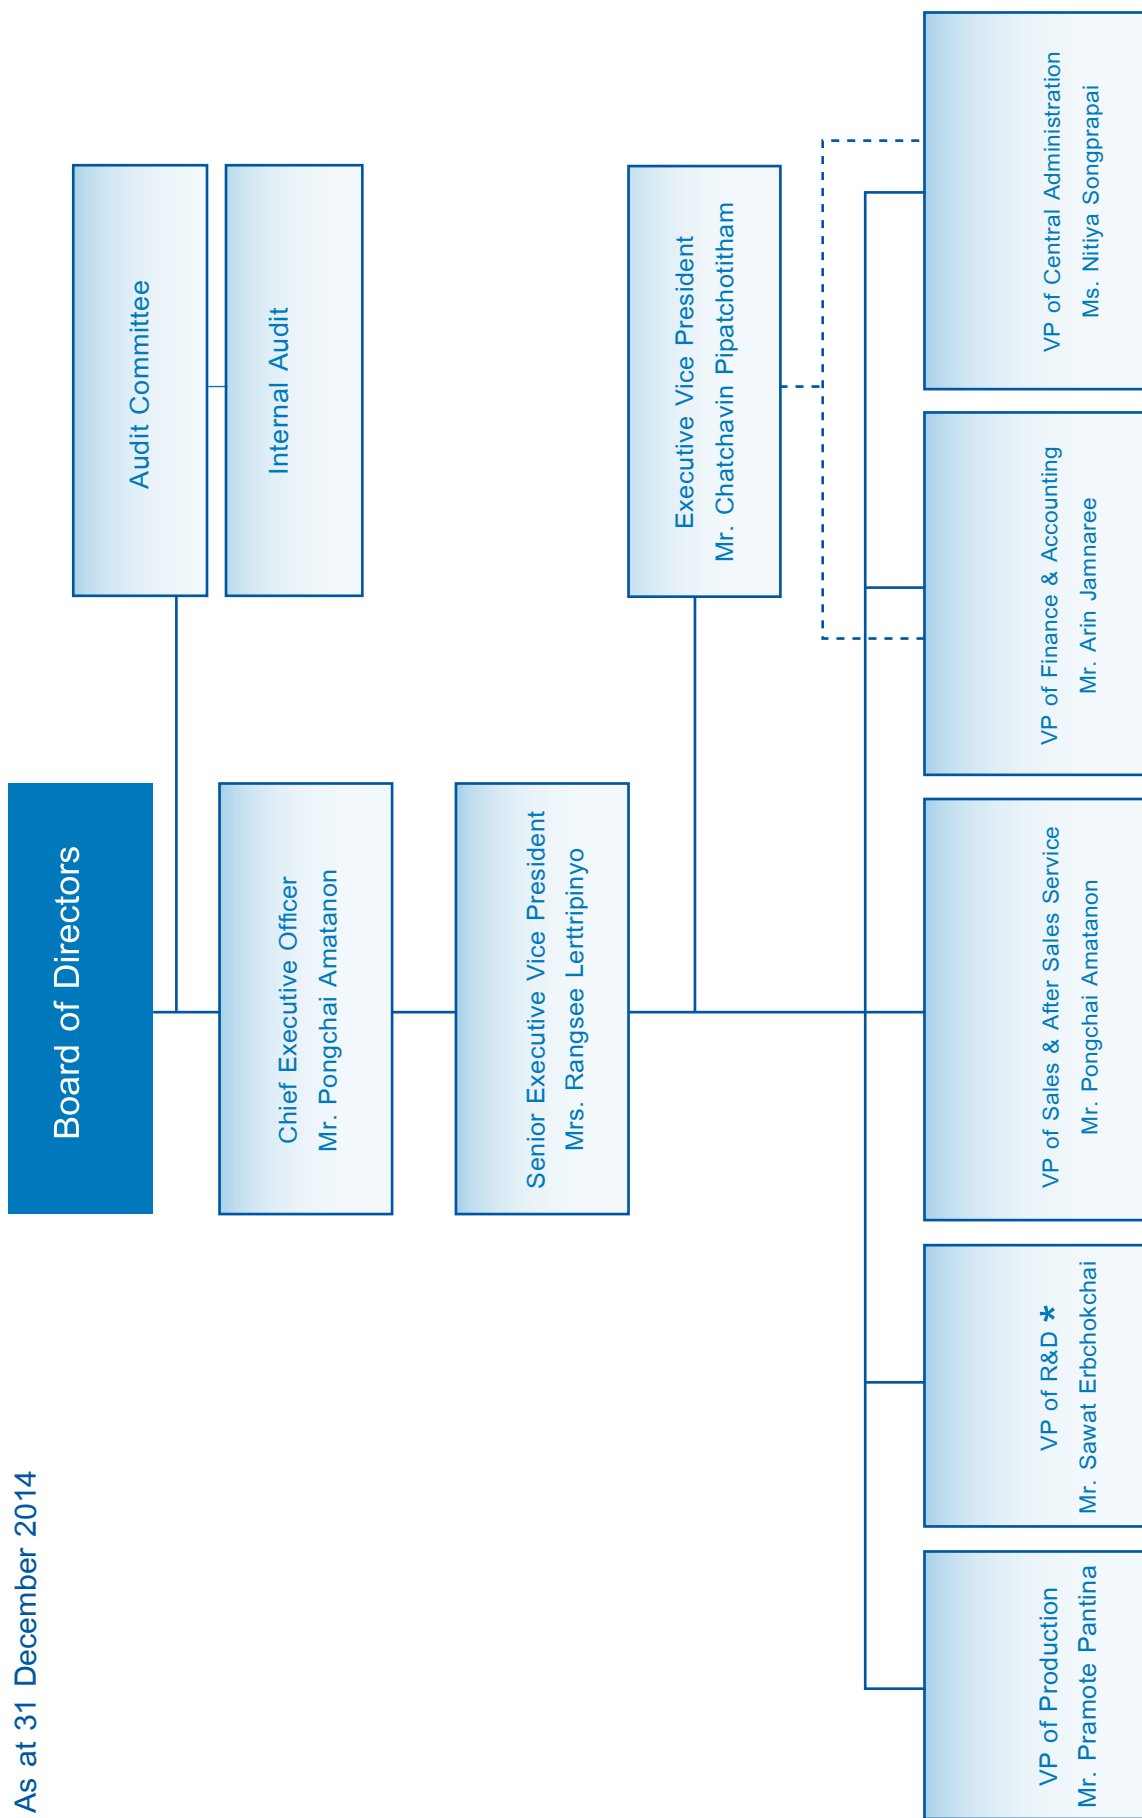 As at 31 December 2014
Board of Directors
Audit Committee
Internal Audit
Chief Executive Officer
Mr. Pongchai Amatanon
Senior Executive Vice President
Mrs. Rangsee Lerttripinyo
Executive Vice President
Mr. Chatchavin Pipatchotitham
VP of Production
Mr. Pramote Pantina
VP of R&D *
Mr. Sawat Erbchokchai
VP of Sales & After Sales Service
Mr. Pongchai Amatanon
VP of Finance & Accounting
Mr. Arin Jamnaree
VP of Central Administration
Ms. Nitiya Songprapai